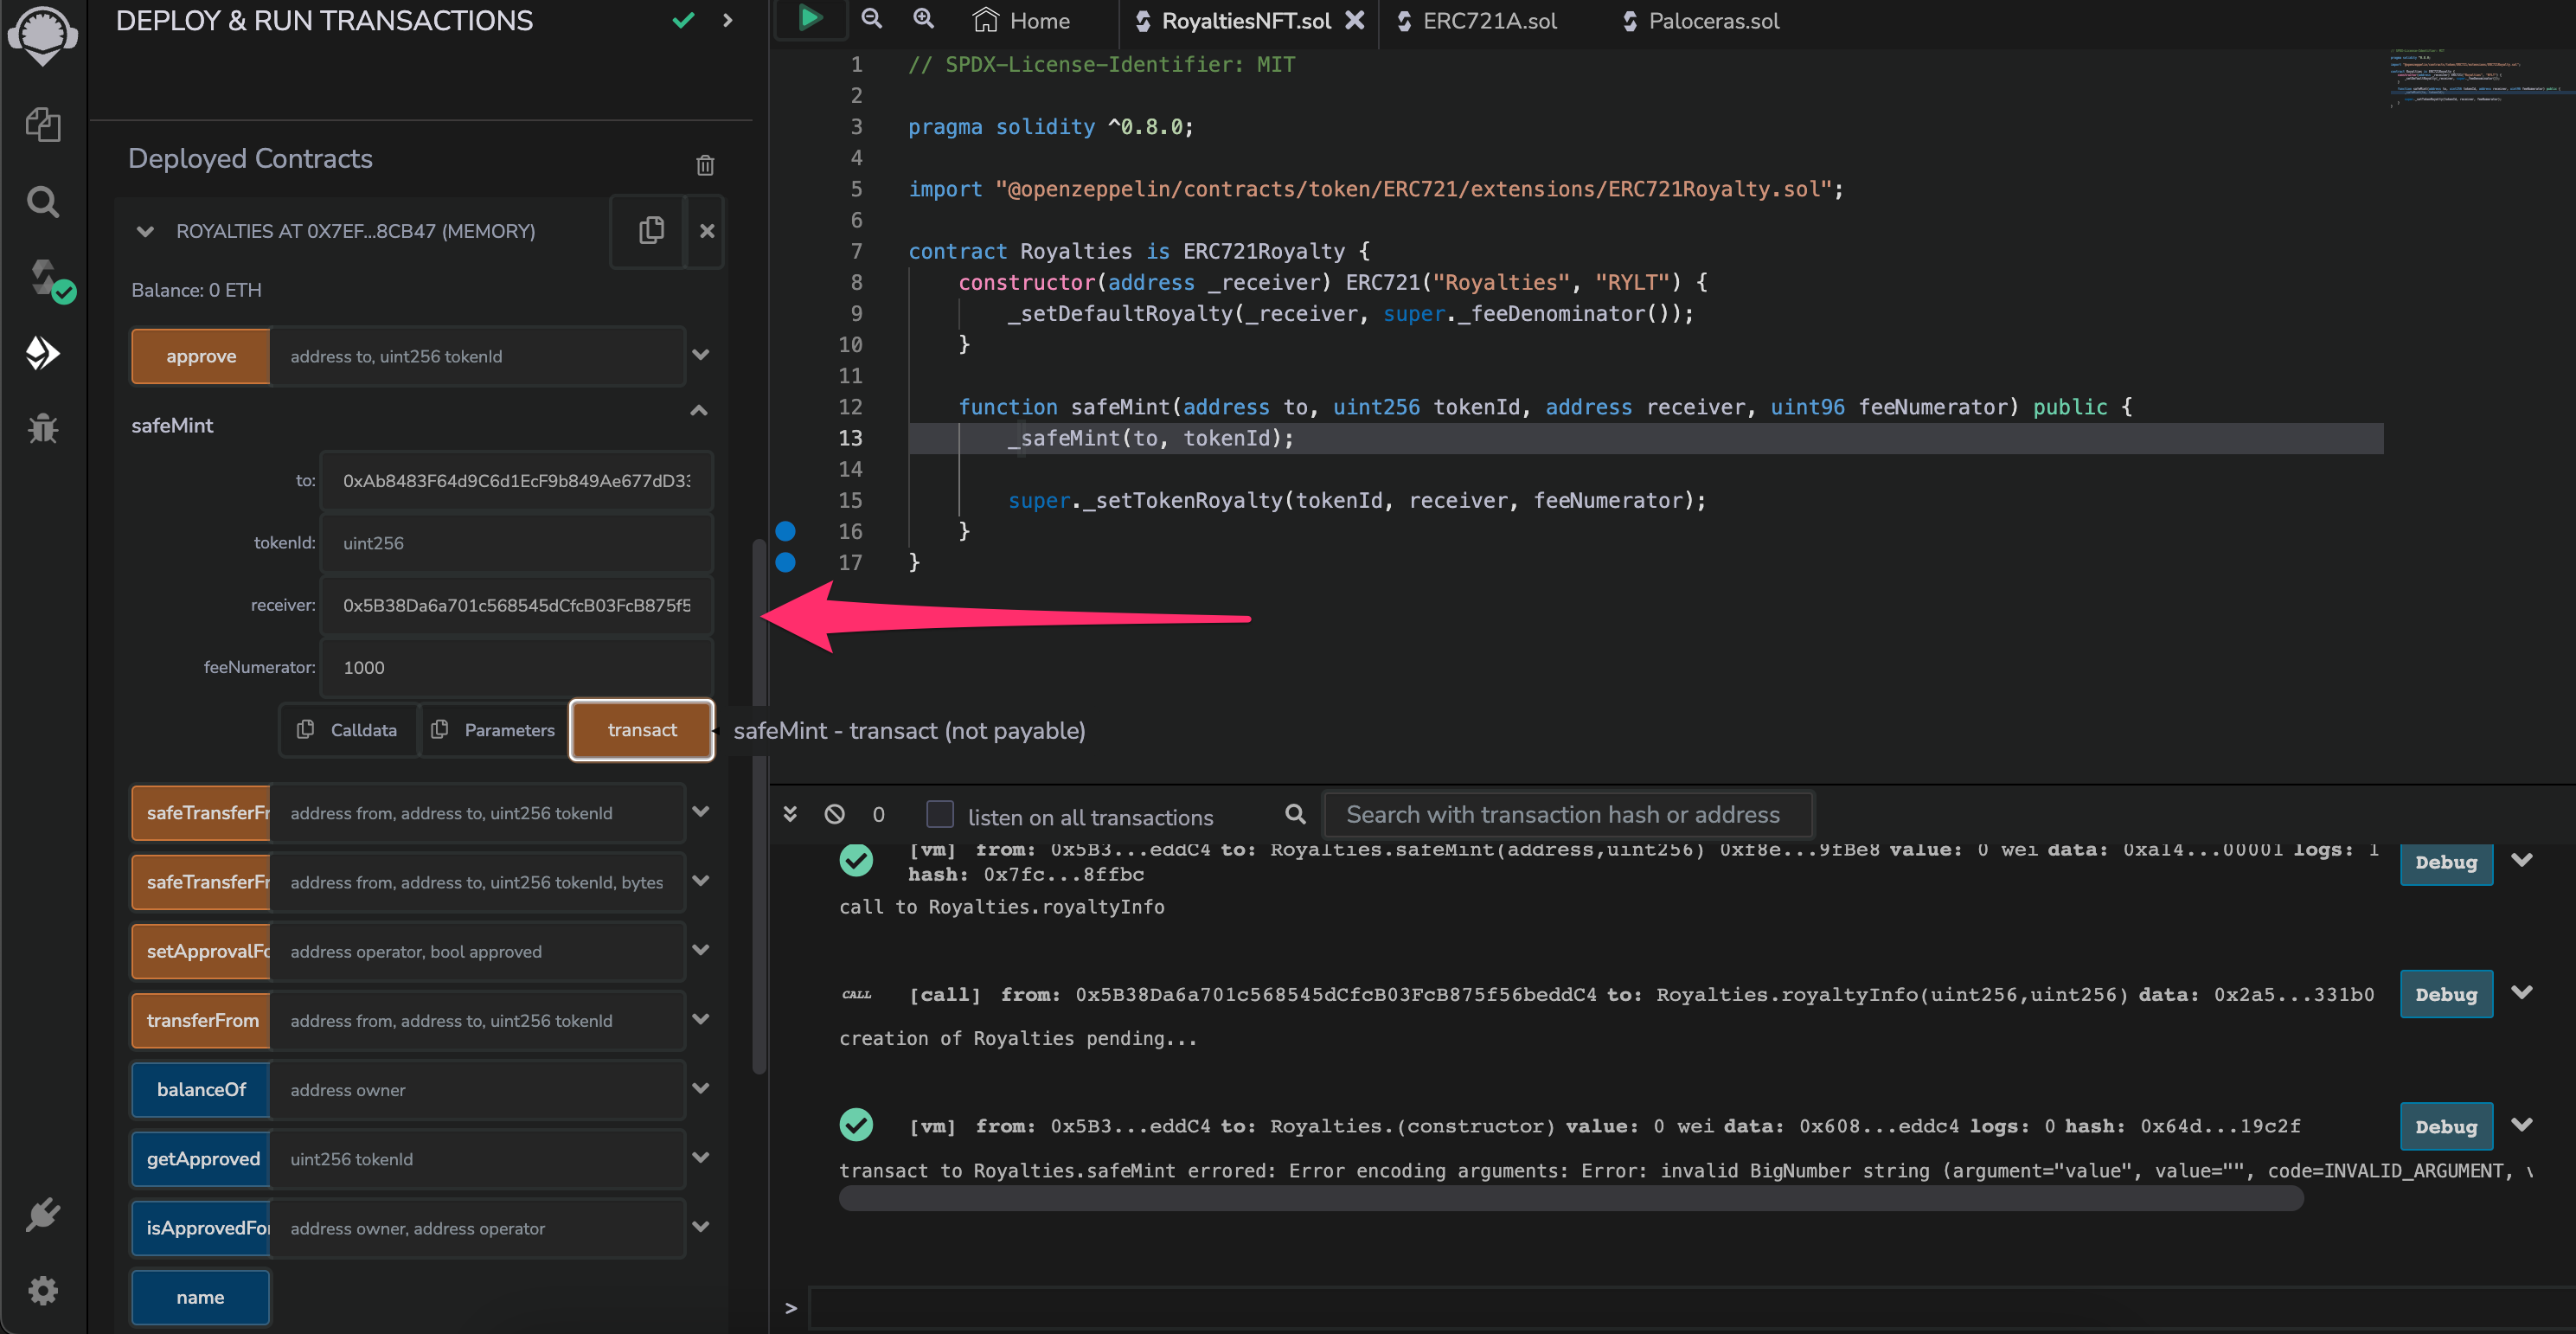 DEPLOY & RUN TRANSACTIONS
Deployed Contracts
ROYALTIES AT 0X7EF...8CB47 (MEMORY)
Balance: 0 ETH
approve address to, uint256 tokenId
safeMint
to: 0xAb8483F64d9C6d1EcF9b849Ae677dD33
tokenId: uint256
receiver: 0x5B38Da6a701c568545dCfcB03FcB875f5
feeNumerator: 1000
Calldata Parameters transact
safeMint - transact (not payable)
safeTransferFr address from, address to, uint256 tokenId
safeTransferFr address from, address to, uint256 tokenId, bytes
setApprovalFo address operator, bool approved
transferFrom address from, address to, uint256 tokenId
balanceOf address owner
getApproved uint256 tokenId
isApprovedFor address owner, address operator
name
Home RoyaltiesNFT.sol ERC721A.sol Paloceras.sol
1 // SPDX-License-Identifier: MIT
2
3 pragma solidity ^0.8.0;
4
5 import "@openzeppelin/contracts/token/ERC721/extensions/ERC721Royalty.sol";
6
7 contract Royalties is ERC721Royalty {
8 constructor(address _receiver) ERC721("Royalties", "RYLT") {
9 _setDefaultRoyalty(_receiver, super._feeDenominator());
10 }
11
12 function safeMint(address to, uint256 tokenId, address receiver, uint96 feeNumerator) public {
13 _safeMint(to, tokenId);
14
15 super._setTokenRoyalty(tokenId, receiver, feeNumerator);
16 }
17 }
0 listen on all transactions Search with transaction hash or address
[vm] from: 0x5B3...eddC4 to: Royalties.safeMint(address,uint256) 0xf8e...9fBe8 value: 0 wei data: 0xa14...00001 logs: 1 Debug
hash: 0x7fc...8ffbc
call to Royalties.royaltyInfo
CALL [call] from: 0x5B38Da6a701c568545dCfcB03FcB875f56beddC4 to: Royalties.royaltyInfo(uint256,uint256) data: 0x2a5...331b0 Debug
creation of Royalties pending...
[vm] from: 0x5B3...eddC4 to: Royalties.(constructor) value: 0 wei data: 0x608...eddc4 logs: 0 hash: 0x64d...19c2f Debug
transact to Royalties.safeMint errored: Error encoding arguments: Error: invalid BigNumber string (argument="value", value="", code=INVALID_ARGUMENT, v
>